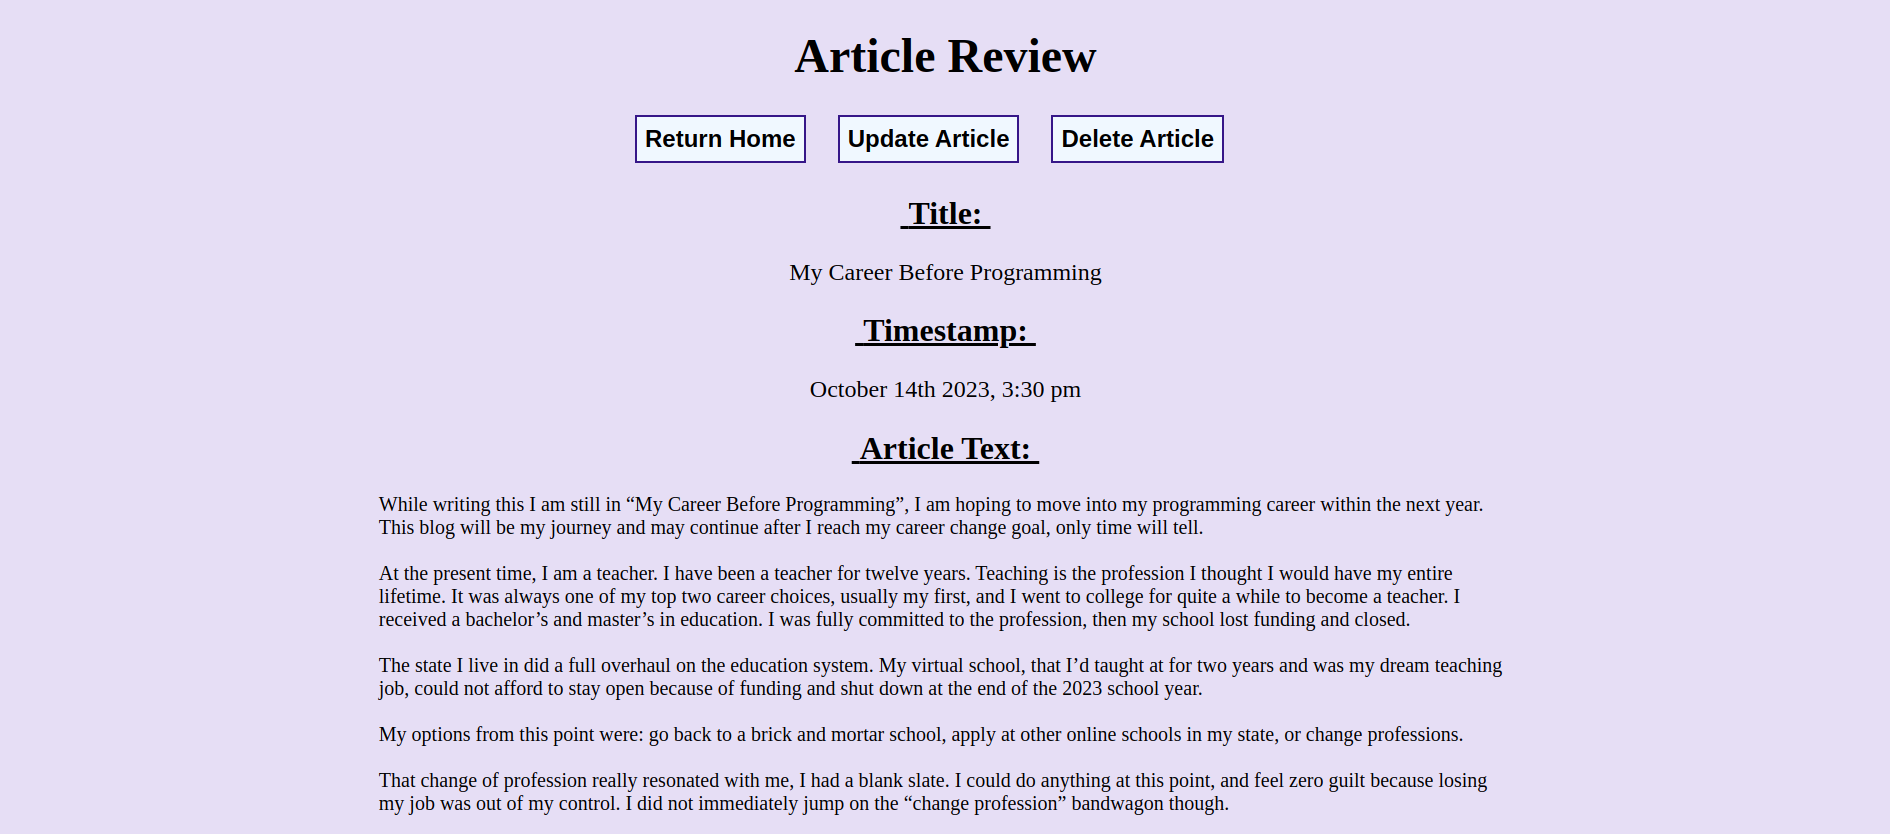 Article Review
Return Home Update Article Delete Article
Title:
My Career Before Programming
Timestamp:
October 14th 2023, 3:30 pm
Article Text:
While writing this I am still in “My Career Before Programming”, I am hoping to move into my programming career within the next year.
This blog will be my journey and may continue after I reach my career change goal, only time will tell.
At the present time, I am a teacher. I have been a teacher for twelve years. Teaching is the profession I thought I would have my entire
lifetime. It was always one of my top two career choices, usually my first, and I went to college for quite a while to become a teacher. I
received a bachelor’s and master’s in education. I was fully committed to the profession, then my school lost funding and closed.
The state I live in did a full overhaul on the education system. My virtual school, that I’d taught at for two years and was my dream teaching
job, could not afford to stay open because of funding and shut down at the end of the 2023 school year.
My options from this point were: go back to a brick and mortar school, apply at other online schools in my state, or change professions.
That change of profession really resonated with me, I had a blank slate. I could do anything at this point, and feel zero guilt because losing
my job was out of my control. I did not immediately jump on the “change profession” bandwagon though.